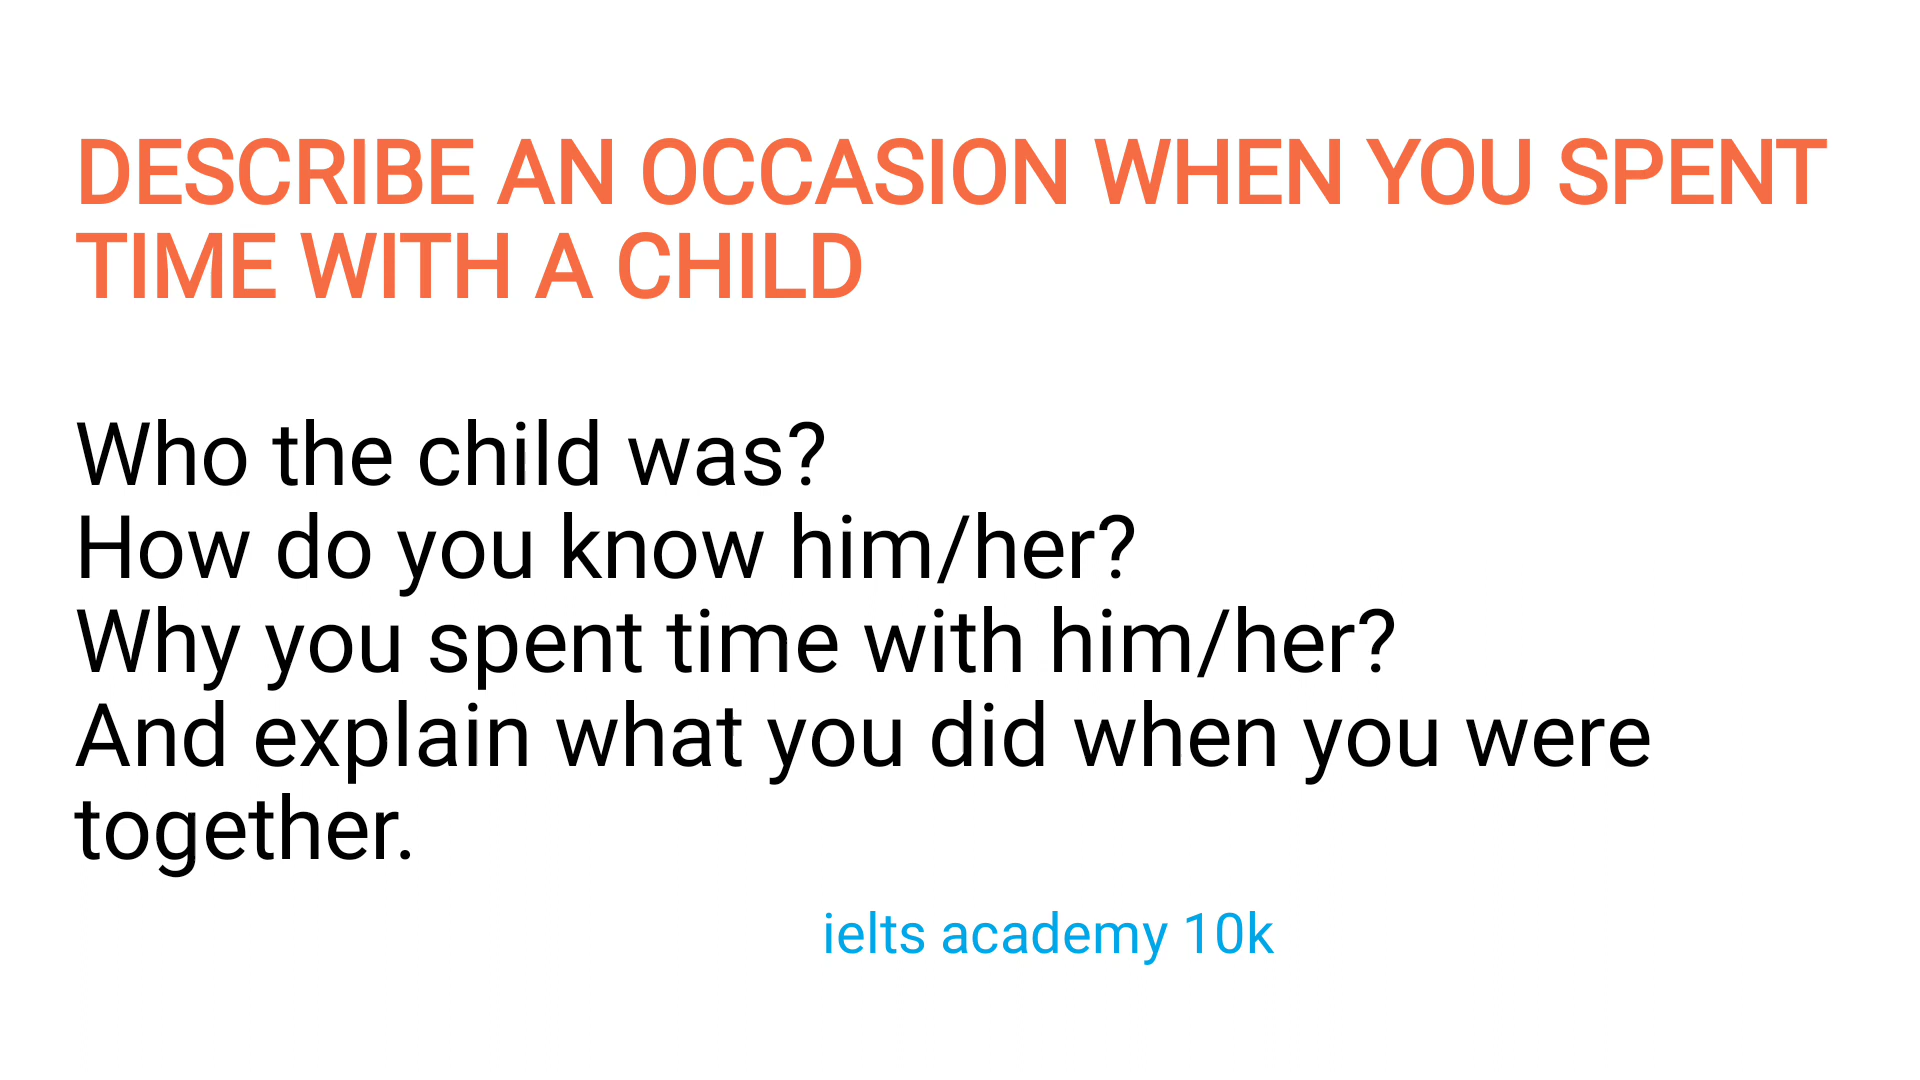 DESCRIBE AN OCCASION WHEN YOU SPENT
TIME WITH A CHILD
Who the child was?
How do you know him/her?
Why you spent time with him/her?
And explain what you did when you were
together.
ielts academy 10k